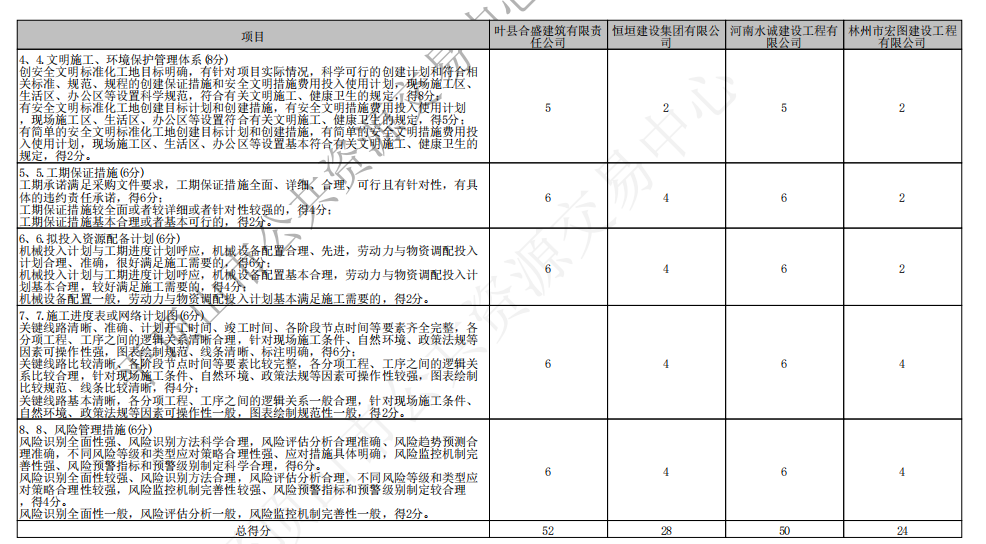 项目
叶县合盛建筑有限责任公司
恒垣建设集团有限公司
河南水诚建设工程有限公司
林州市宏图建设工程有限公司
4、4.文明施工、环境保护管理体系(8分)
创安全文明标准化工地目标明确，有针对项目实际情况，科学可行的创建计划和符合相
关标准、规范、规程的创建保证措施和安全文明措施费用投入使用计划，现场施工区、
生活区、办公区等设置科学规范，符合有关文明施工、健康卫生的规定，得8分；
有安全文明标准化工地创建目标计划和创建措施，有安全文明措施费用投入使用计划
，现场施工区、生活区、办公区等设置符合有关文明施工、健康卫生的规定，得5分；
有简单的安全文明标准化工地创建目标计划和创建措施，有简单的安全文明措施费用投
入使用计划，现场施工区、生活区、办公区等设置基本符合有关文明施工、健康卫生的
规定，得2分。
5 2 5 2
5、5.工期保证措施(6分)
工期承诺满足采购文件要求，工期保证措施全面、详细、合理、可行且有针对性，有具
体的违约责任承诺，得6分；
工期保证措施较全面或者较详细或者针对性较强的，得4分；
工期保证措施基本合理或者基本可行的，得2分。
6 4 6 2
6、6.拟投入资源配备计划(6分)
机械投入计划与工期进度计划呼应，机械设备配置合理、先进，劳动力与物资调配投入
计划合理、准确，很好满足施工需要的，得6分；
机械投入计划与工期进度计划呼应，机械设备配置基本合理，劳动力与物资调配投入计
划基本合理，较好满足施工需要的，得4分；
机械设备配置一般，劳动力与物资调配投入计划基本满足施工需要的，得2分。
6 4 6 2
7、7.施工进度表或网络计划图(6分)
关键线路清晰、准确、计划开工时间、竣工时间、各阶段节点时间等要素齐全完整，各
分项工程、工序之间的逻辑关系清晰合理，针对现场施工条件、自然环境、政策法规等
因素可操作性强，图表绘制规范、线条清晰、标注明确，得6分；
关键线路比较清晰，各阶段节点时间等要素比较完整，各分项工程、工序之间的逻辑关
系比较合理，针对现场施工条件、自然环境、政策法规等因素可操作性较强，图表绘制
比较规范、线条比较清晰，得4分；
关键线路基本清晰，各分项工程、工序之间的逻辑关系一般合理，针对现场施工条件、
自然环境、政策法规等因素可操作性一般，图表绘制规范性一般，得2分。
6 4 6 4
8、8、风险管理措施(6分)
风险识别全面性强、风险识别方法科学合理，风险评估分析合理准确、风险趋势预测合
理准确，不同风险等级和类型应对策略合理性强、应对措施具体明确，风险监控机制完
善性强、风险预警指标和预警级别制定科学合理，得6分。
风险识别全面性较强、风险识别方法合理，风险评估分析合理，不同风险等级和类型应
对策略合理性较强，风险监控机制完善性较强、风险预警指标和预警级别制定较合理
，得4分。
风险识别全面性一般，风险评估分析一般，风险监控机制完善性一般，得2分。
6 4 6 4
总得分 52 28 50 24